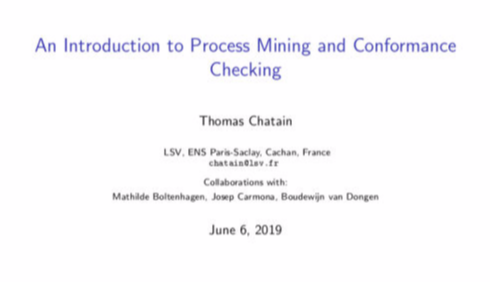 An Introduction to Process Mining and Conformance
Checking
Thomas Chatain
LSV, ENS Paris-Saclay, Cachan, France
chatain@lsv.fr
Collaborations with:
Mathilde Boltenhagen, Josep Carmona, Boudewijn van Dongen
June 6, 2019